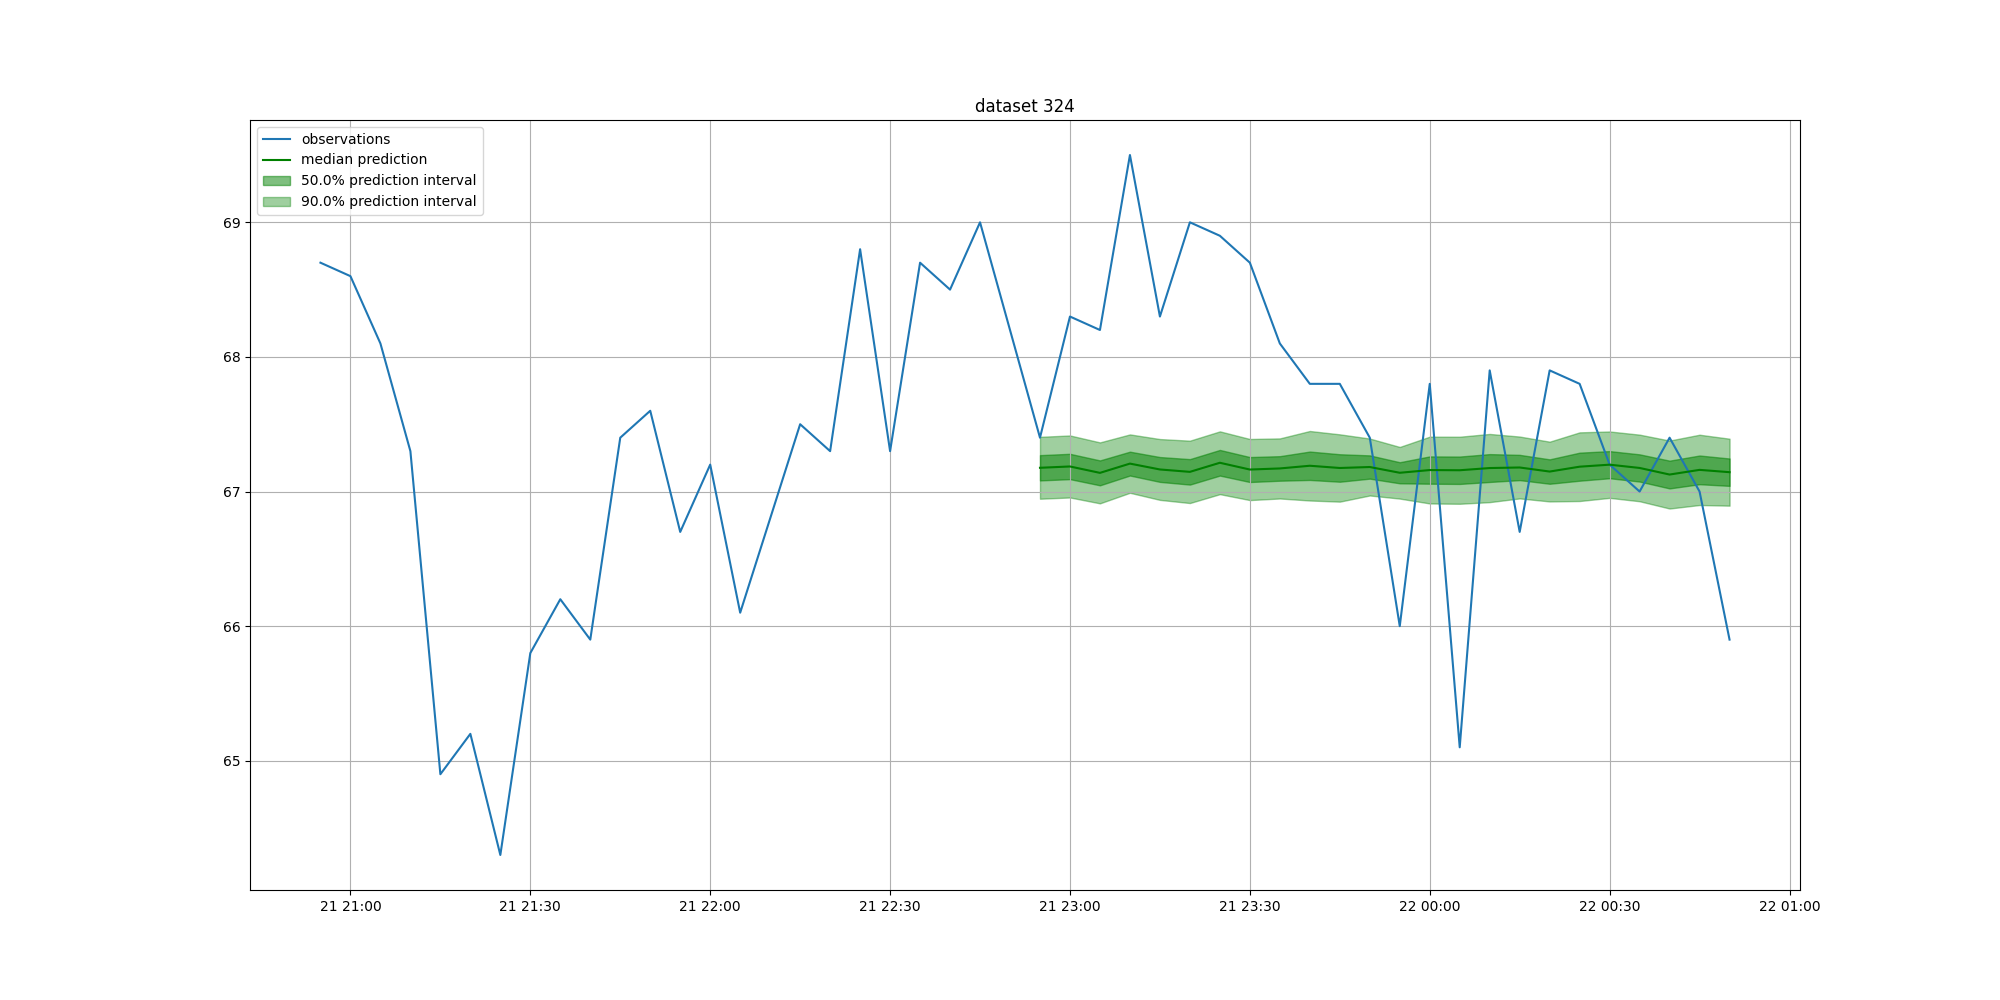 dataset 324
observations
median prediction
50.0% prediction interval
90.0% prediction interval
69
68
67
66
65
21 21:00
21 21:30
21 22:00
21 22:30
21 23:00
21 23:30
22 00:00
22 00:30
22 01:00